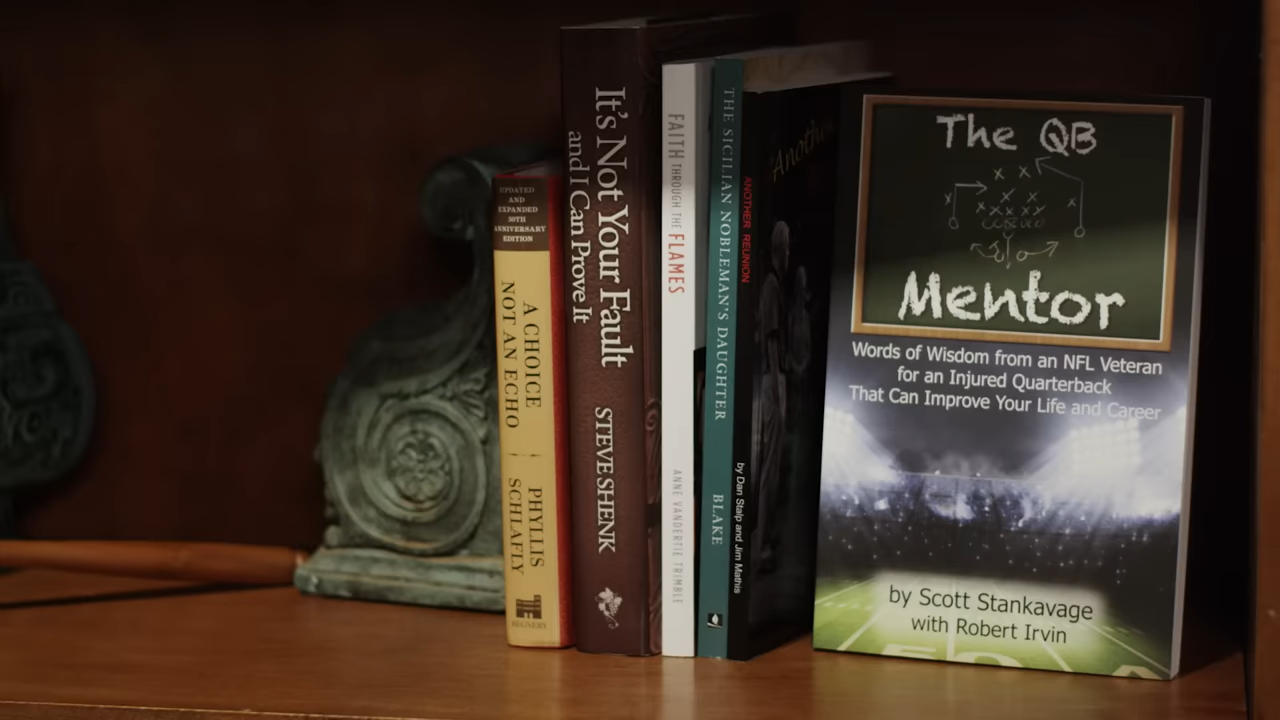 UPDATED
AND
EXPANDED
50TH
ANNIVERSARY
EDITION
A CHOICE
NOT AN ECHO
PHYLLIS
SCHLAFLY
REGNERY
It's Not Your Fault
and I Can Prove It
STEVE SHENK
FAITH THROUGH THE FLAMES
ANNE VANDERTIE TRIMBLE
THE SICILIAN NOBLEMAN'S DAUGHTER
BLAKE
ANOTHER REUNION
by Dan Stalp and Jim Mathis
The QB
Mentor
Words of Wisdom from an NFL Veteran
for an Injured Quarterback
That Can Improve Your Life and Career
by Scott Stankavage
with Robert Irvin